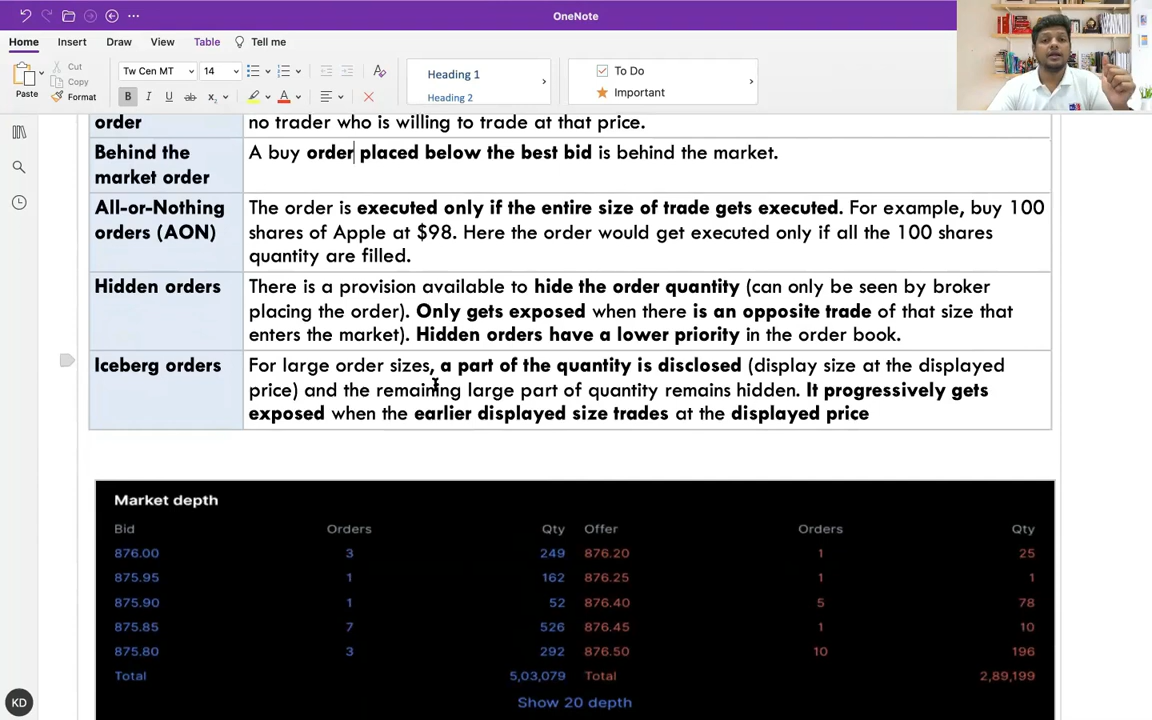 OneNote
Home Insert Draw View Table Tell me
Paste
Cut
Copy
Format
Tw Cen MT 14
B I U ab x₂ A
Heading 1
Heading 2
To Do
Important
order
no trader who is willing to trade at that price.
Behind the
market order
A buy order placed below the best bid is behind the market.
All-or-Nothing
orders (AON)
The order is executed only if the entire size of trade gets executed. For example, buy 100
shares of Apple at $98. Here the order would get executed only if all the 100 shares
quantity are filled.
Hidden orders
There is a provision available to hide the order quantity (can only be seen by broker
placing the order). Only gets exposed when there is an opposite trade of that size that
enters the market). Hidden orders have a lower priority in the order book.
Iceberg orders
For large order sizes, a part of the quantity is disclosed (display size at the displayed
price) and the remaining large part of quantity remains hidden. It progressively gets
exposed when the earlier displayed size trades at the displayed price
Market depth
Bid Orders Qty Offer Orders Qty
876.00 3 249 876.20 1 25
875.95 1 162 876.25 1 1
875.90 1 52 876.40 5 78
875.85 7 526 876.45 1 10
875.80 3 292 876.50 10 196
Total 5,03,079 Total 2,89,199
Show 20 depth
KD